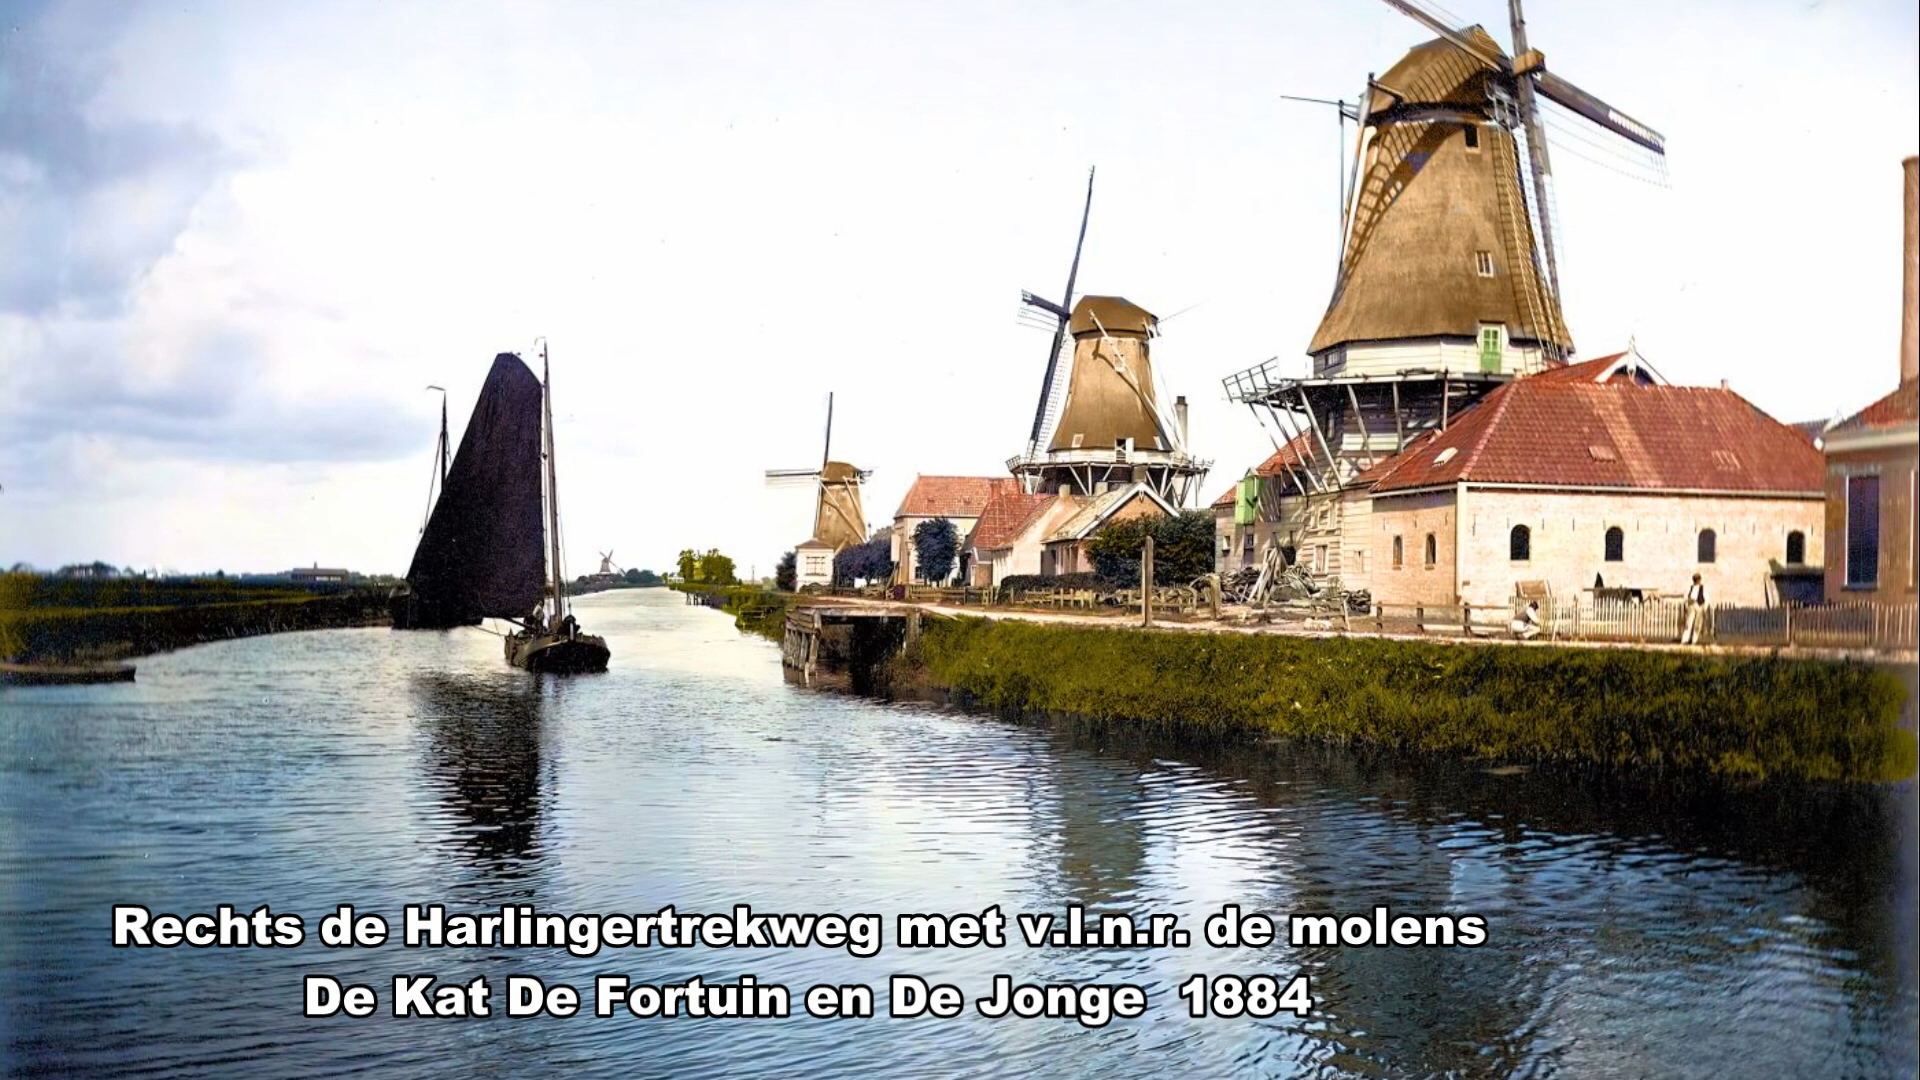 Rechts de Harlingertrekweg met v.l.n.r. de molens
De Kat De Fortuin en De Jonge 1884